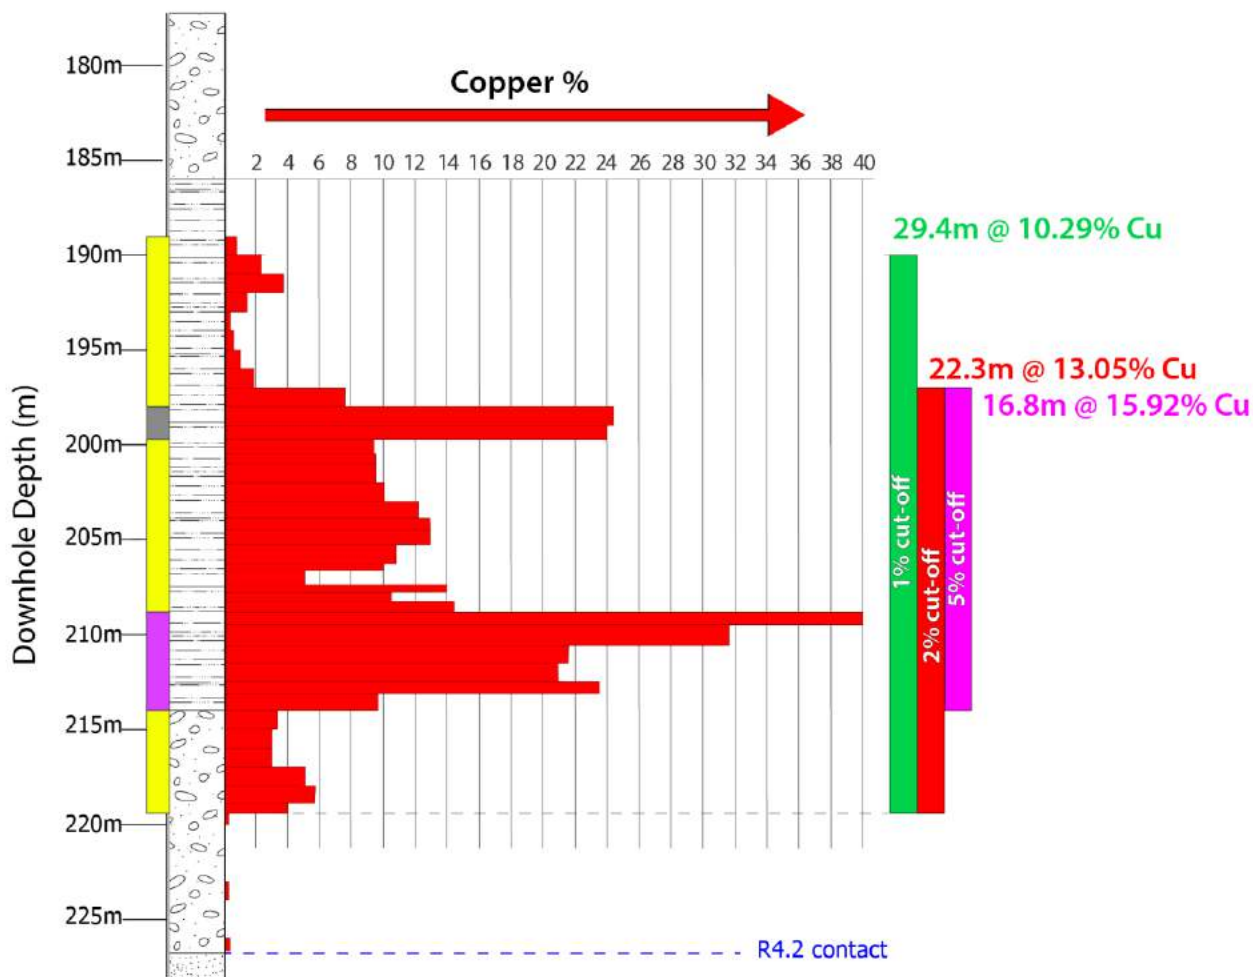 180m
Copper %
185m
2 4 6 8 10 12 14 16 18 20 22 24 26 28 30 32 34 36 38 40
29.4m @ 10.29% Cu
190m
195m
22.3m @ 13.05% Cu
16.8m @ 15.92% Cu
Downhole Depth (m)
200m
205m
1% cut-off
2% cut-off
5% cut-off
210m
215m
220m
225m
R4.2 contact